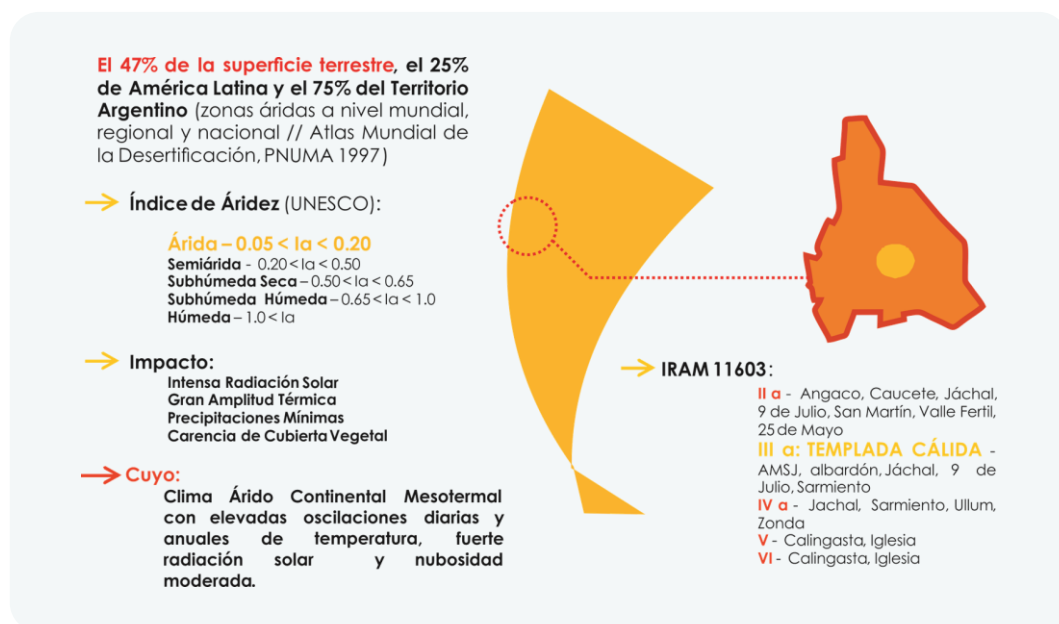 El 47% de la superficie terrestre, el 25%
de América Latina y el 75% del Territorio
Argentino (zonas áridas a nivel mundial,
regional y nacional // Atlas Mundial de
la Desertificación, PNUMA 1997)
Índice de Áridez (UNESCO):
Árida – 0.05 < Ia < 0.20
Semiárida - 0.20 < Ia < 0.50
Subhúmeda Seca – 0.50 < Ia < 0.65
Subhúmeda Húmeda – 0.65 < Ia < 1.0
Húmeda – 1.0 < Ia
Impacto:
Intensa Radiación Solar
Gran Amplitud Térmica
Precipitaciones Mínimas
Carencia de Cubierta Vegetal
Cuyo:
Clima Árido Continental Mesotermal
con elevadas oscilaciones diarias y
anuales de temperatura, fuerte
radiación solar y nubosidad
moderada.
IRAM 11603:
II a - Angaco, Caucete, Jáchal,
9 de Julio, San Martín, Valle Fertil,
25 de Mayo
III a: TEMPLADA CÁLIDA -
AMSJ, albardón, Jáchal, 9 de
Julio, Sarmiento
IV a - Jachal, Sarmiento, Ullum,
Zonda
V - Calingasta, Iglesia
VI - Calingasta, Iglesia